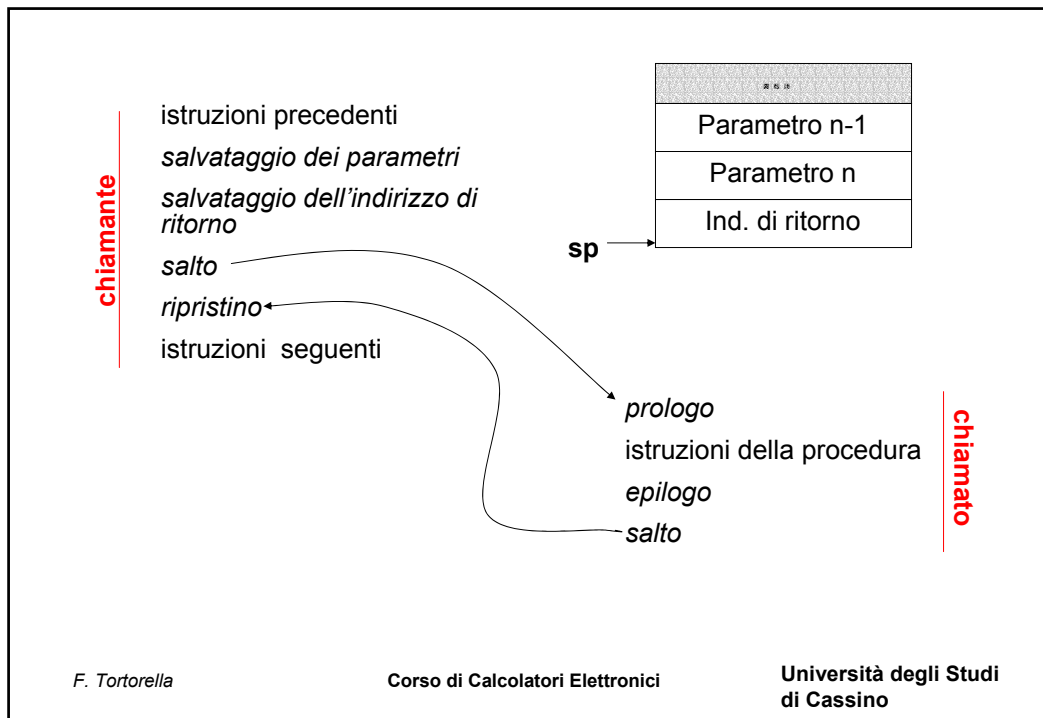 istruzioni precedenti
salvataggio dei parametri
salvataggio dell'indirizzo di
ritorno
salto
ripristino
istruzioni seguenti
chiamante
Parametro n-1
Parametro n
Ind. di ritorno
sp
prologo
istruzioni della procedura
epilogo
salto
chiamato
F. Tortorella
Corso di Calcolatori Elettronici
Università degli Studi
di Cassino